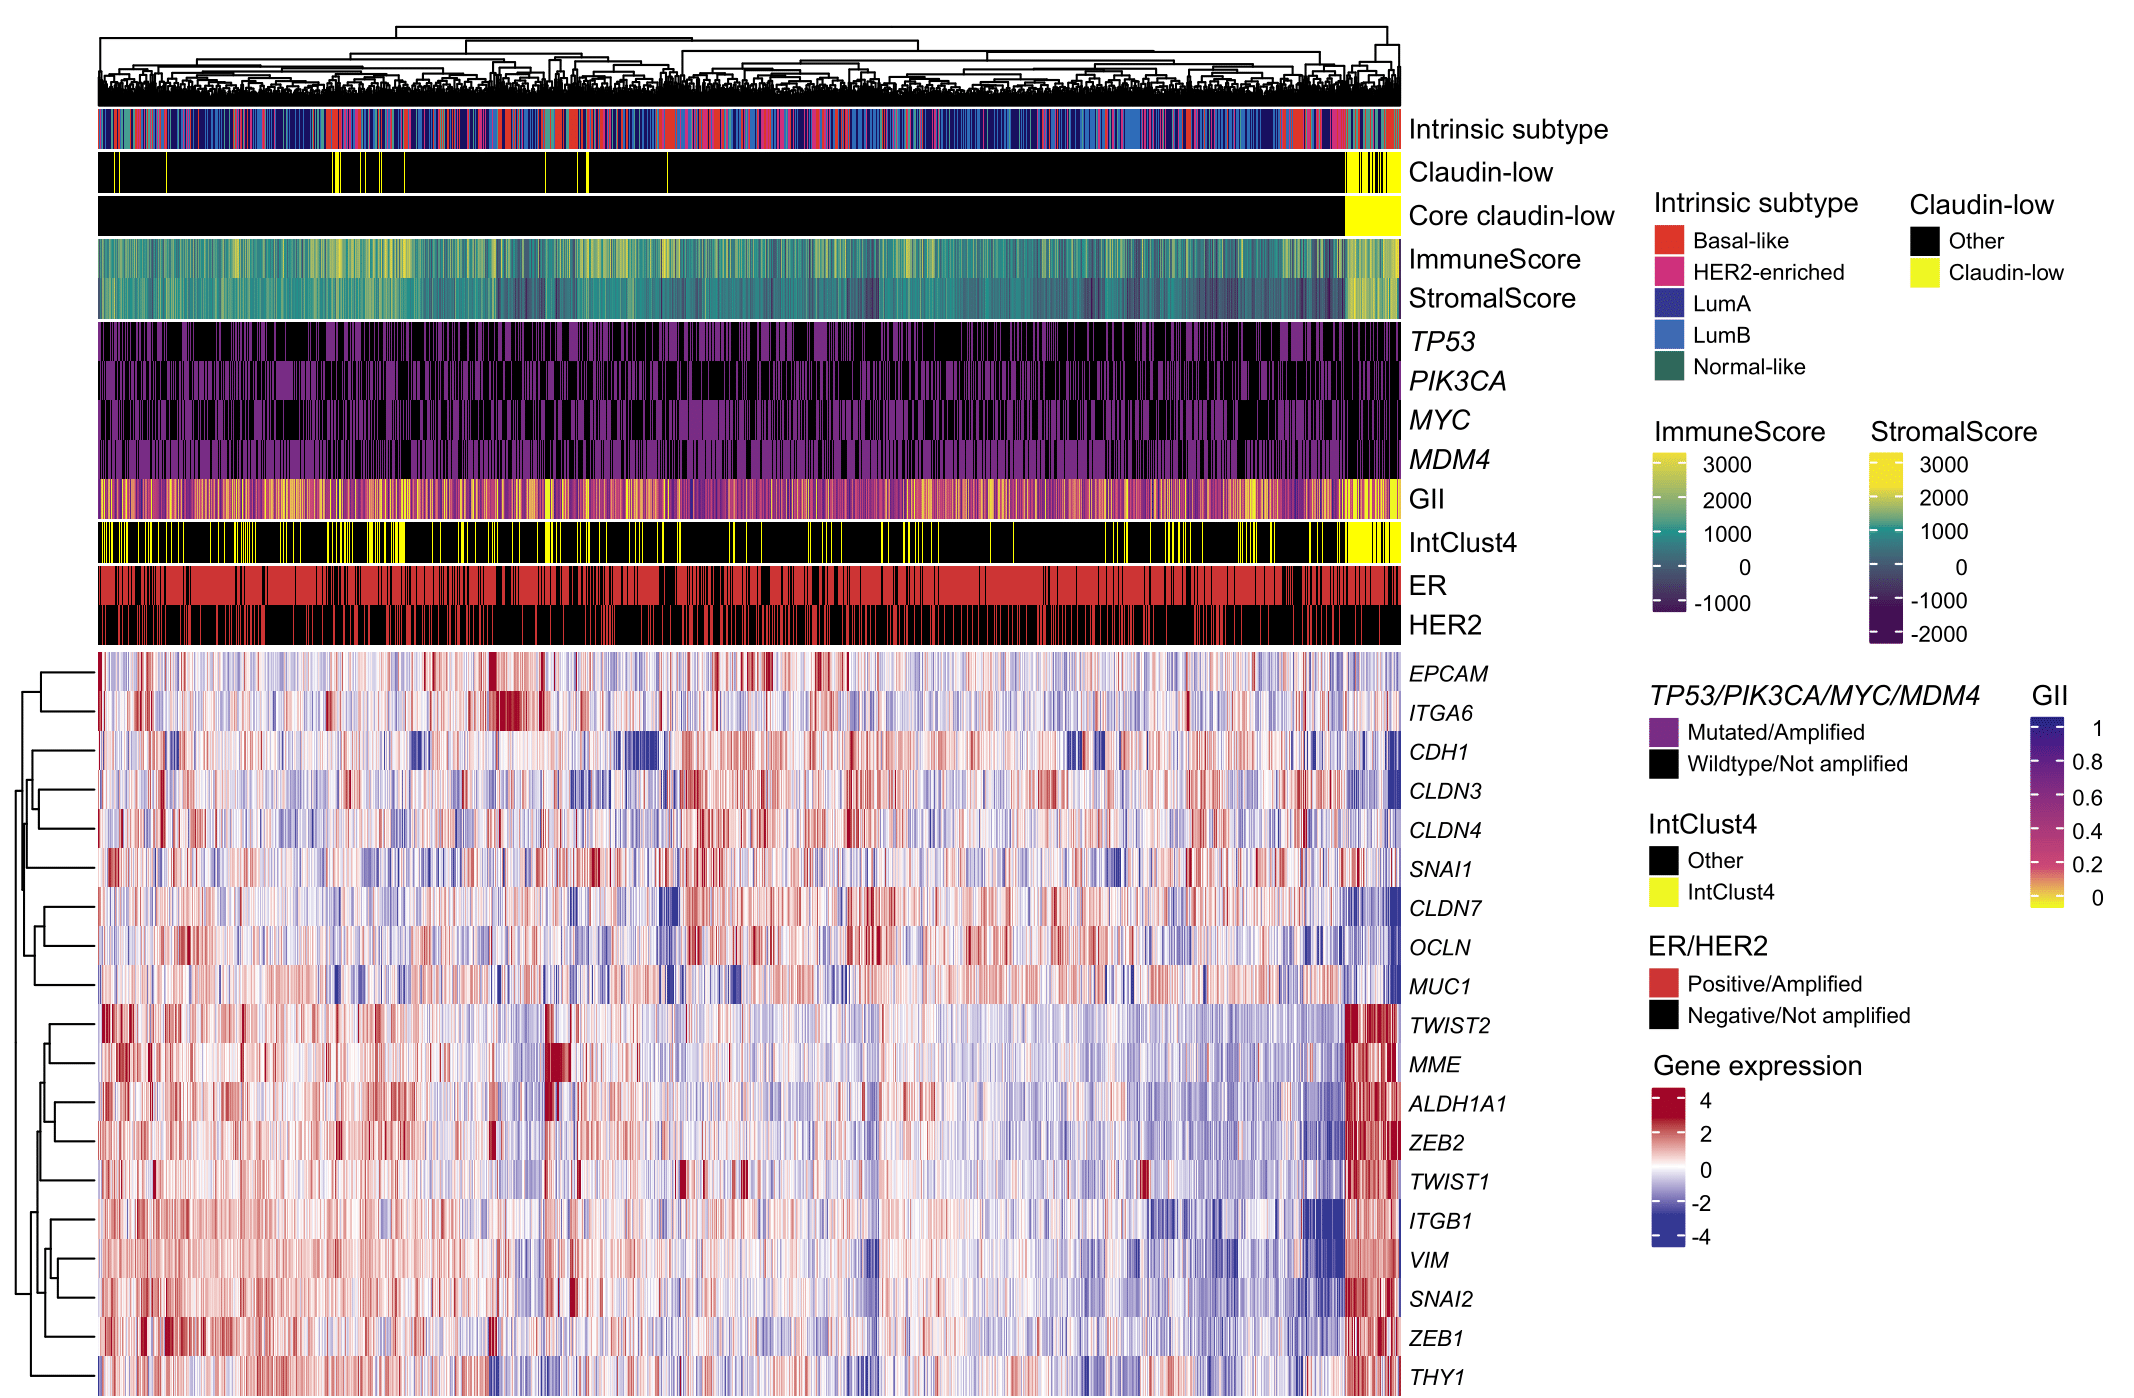 Intrinsic subtype
Claudin-low
Core claudin-low
ImmuneScore
StromalScore
TP53
PIK3CA
MYC
MDM4
GII
IntClust4
ER
HER2
EPCAM
ITGA6
CDH1
CLDN3
CLDN4
SNAI1
CLDN7
OCLN
MUC1
TWIST2
MME
ALDH1A1
ZEB2
TWIST1
ITGB1
VIM
SNAI2
ZEB1
THY1
Intrinsic subtype
Basal-like
HER2-enriched
LumA
LumB
Normal-like
Claudin-low
Other
Claudin-low
ImmuneScore
3000
2000
1000
0
-1000
StromalScore
3000
2000
1000
0
-1000
-2000
TP53/PIK3CA/MYC/MDM4
Mutated/Amplified
Wildtype/Not amplified
GII
1
0.8
0.6
0.4
0.2
0
IntClust4
Other
IntClust4
ER/HER2
Positive/Amplified
Negative/Not amplified
Gene expression
4
2
0
-2
-4